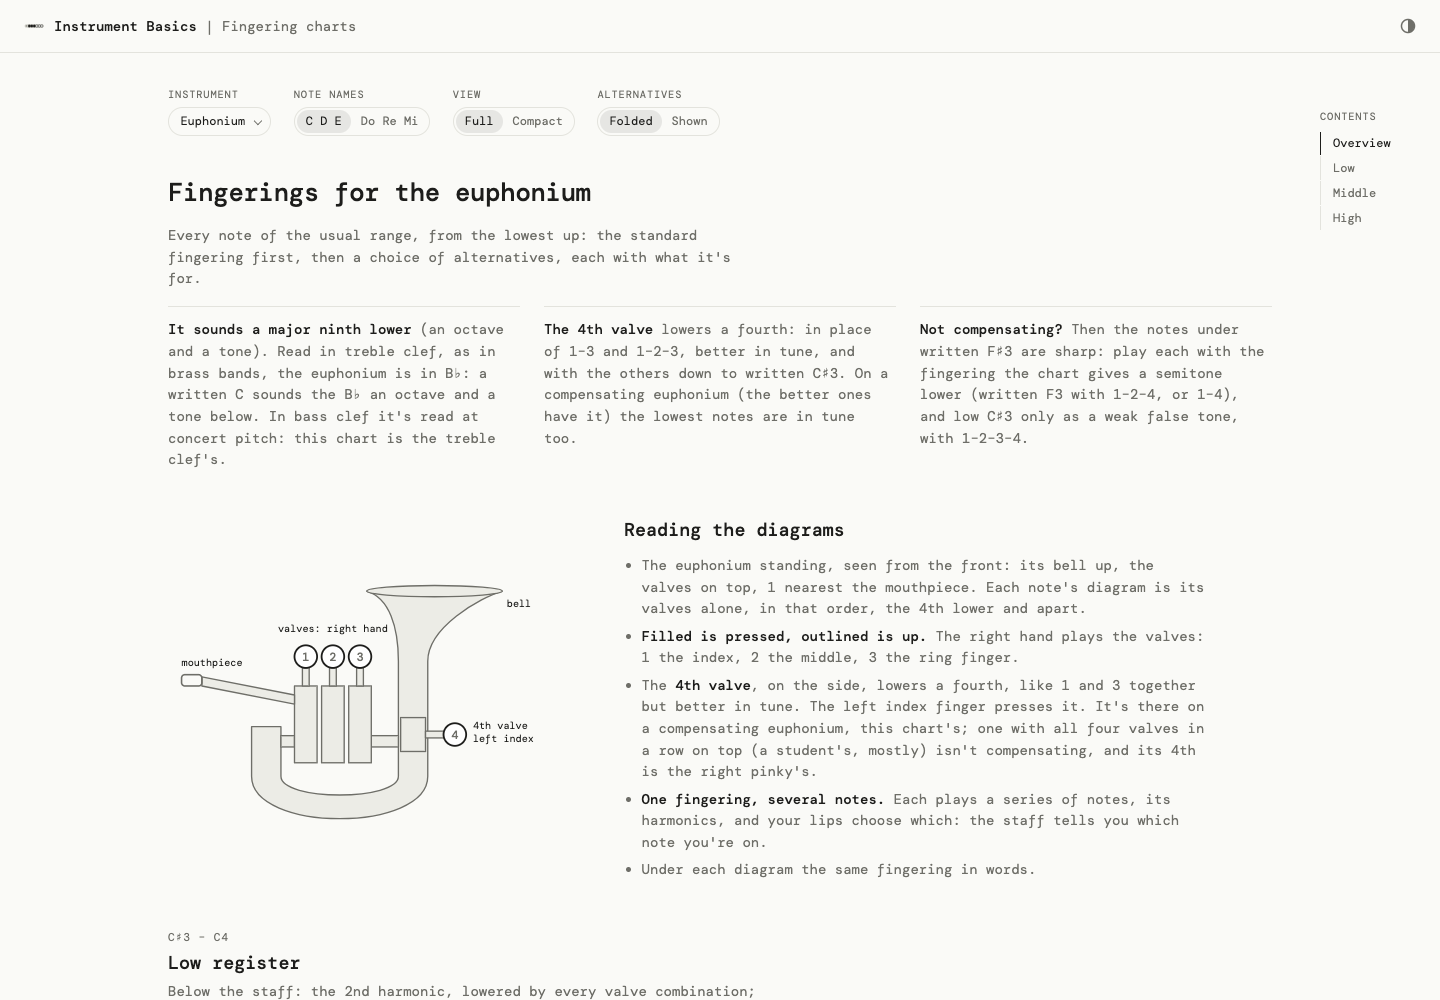 Instrument Basics | Fingering charts
INSTRUMENT
Euphonium
NOTE NAMES
C D E Do Re Mi
VIEW
Full Compact
ALTERNATIVES
Folded Shown
CONTENTS
Overview
Low
Middle
High
Fingerings for the euphonium
Every note of the usual range, from the lowest up: the standard
fingering first, then a choice of alternatives, each with what it's
for.
It sounds a major ninth lower (an octave
and a tone). Read in treble clef, as in
brass bands, the euphonium is in B♭: a
written C sounds the B♭ an octave and a
tone below. In bass clef it's read at
concert pitch: this chart is the treble
clef's.
The 4th valve lowers a fourth: in place
of 1-3 and 1-2-3, better in tune, and
with the others down to written C♯3. On a
compensating euphonium (the better ones
have it) the lowest notes are in tune
too.
Not compensating? Then the notes under
written F♯3 are sharp: play each with the
fingering the chart gives a semitone
lower (written F3 with 1-2-4, or 1-4),
and low C♯3 only as a weak false tone,
with 1-2-3-4.
bell
valves: right hand
1 2 3
mouthpiece
4
4th valve
left index
Reading the diagrams
• The euphonium standing, seen from the front: its bell up, the
valves on top, 1 nearest the mouthpiece. Each note's diagram is its
valves alone, in that order, the 4th lower and apart.
• Filled is pressed, outlined is up. The right hand plays the valves:
1 the index, 2 the middle, 3 the ring finger.
• The 4th valve, on the side, lowers a fourth, like 1 and 3 together
but better in tune. The left index finger presses it. It's there on
a compensating euphonium, this chart's; one with all four valves in
a row on top (a student's, mostly) isn't compensating, and its 4th
is the right pinky's.
• One fingering, several notes. Each plays a series of notes, its
harmonics, and your lips choose which: the staff tells you which
note you're on.
• Under each diagram the same fingering in words.
C♯3 – C4
Low register
Below the staff: the 2nd harmonic, lowered by every valve combination;